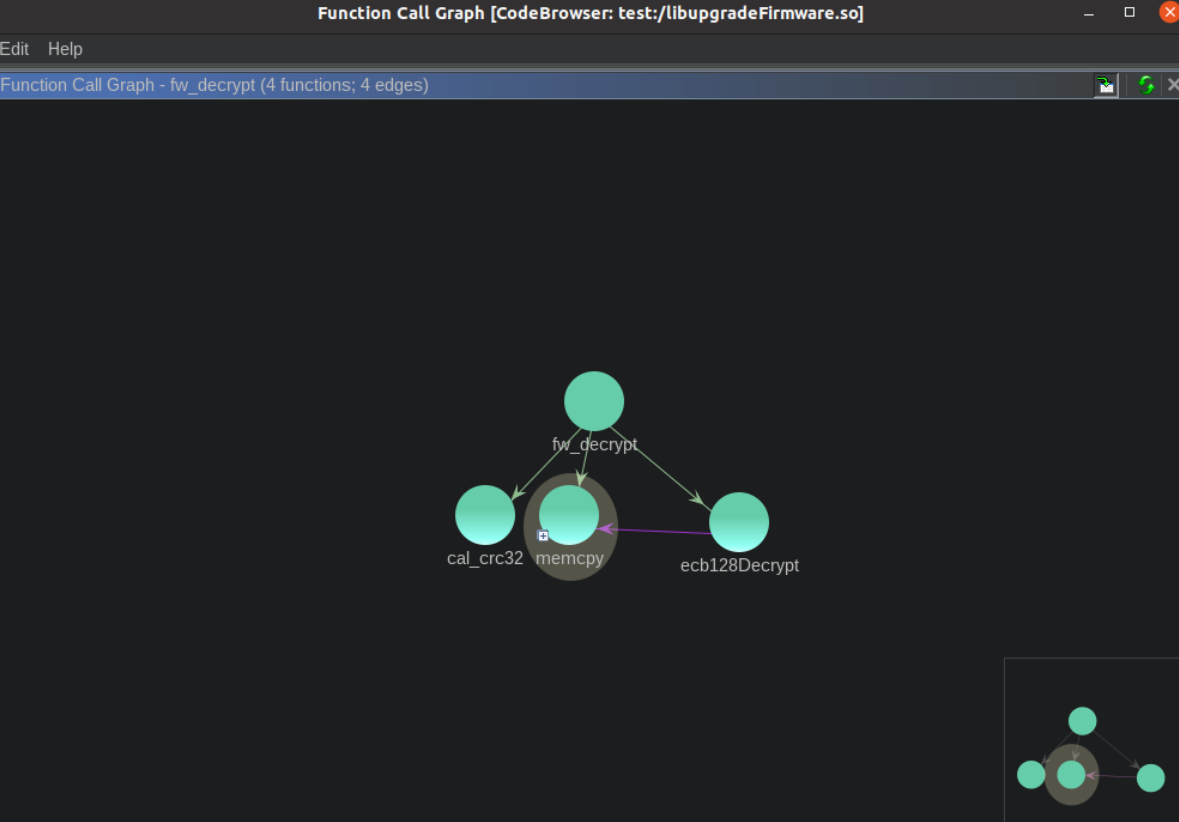 Function Call Graph [CodeBrowser: test:/libupgradeFirmware.so]
Edit Help
Function Call Graph - fw_decrypt (4 functions; 4 edges)
fw_decrypt
cal_crc32 memcpy ecb128Decrypt